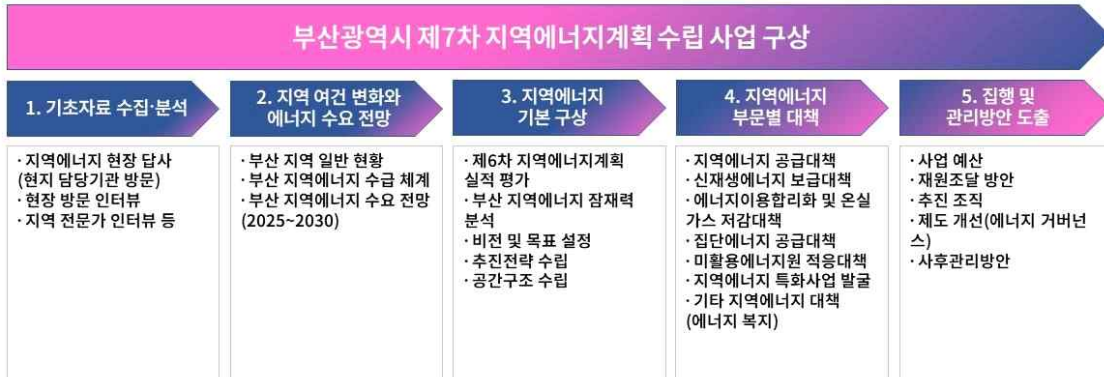 부산광역시 제7차 지역에너지계획 수립 사업 구상
1. 기초자료 수집·분석
· 지역에너지 현장 답사
(현지 담당기관 방문)
· 현장 방문 인터뷰
· 지역 전문가 인터뷰 등
2. 지역 여건 변화와
에너지 수요 전망
· 부산 지역 일반 현황
· 부산 지역에너지 수급 체계
· 부산 지역에너지 수요 전망
(2025~2030)
3. 지역에너지
기본 구상
· 제6차 지역에너지계획
실적 평가
· 부산 지역에너지 잠재력
분석
· 비전 및 목표 설정
· 추진전략 수립
· 공간구조 수립
4. 지역에너지
부문별 대책
· 지역에너지 공급대책
· 신재생에너지 보급대책
· 에너지이용합리화 및 온실
가스 저감대책
· 집단에너지 공급대책
· 미활용에너지원 적응대책
· 지역에너지 특화사업 발굴
· 기타 지역에너지 대책
(에너지 복지)
5. 집행 및
관리방안 도출
· 사업 예산
· 재원조달 방안
· 추진 조직
· 제도 개선(에너지 거버넌
스)
· 사후관리방안